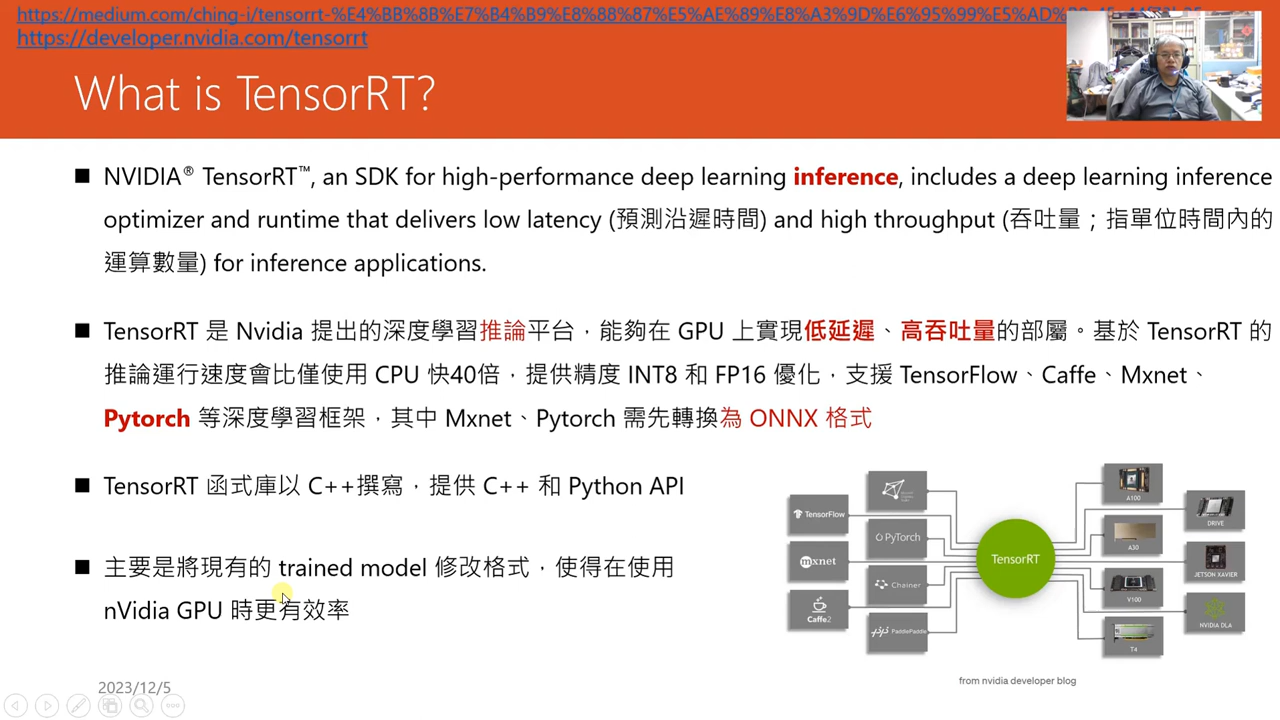 https://medium.com/ching-i/tensorrt-%E4%BB%8B%E7%B4%B9%E8%88%87%E5%AE%89%E8%A3%9D%E6%95%99%E5%AD%
https://developer.nvidia.com/tensorrt
What is TensorRT?
■ NVIDIA® TensorRT™, an SDK for high-performance deep learning inference, includes a deep learning inference
optimizer and runtime that delivers low latency (預測沿遲時間) and high throughput (吞吐量；指單位時間內的
運算數量) for inference applications.
■ TensorRT 是 Nvidia 提出的深度學習推論平台，能夠在 GPU 上實現低延遲、高吞吐量的部屬。基於 TensorRT 的
推論運行速度會比僅使用 CPU 快40倍，提供精度 INT8 和 FP16 優化，支援 TensorFlow、Caffe、Mxnet、
Pytorch 等深度學習框架，其中 Mxnet、Pytorch 需先轉換為 ONNX 格式
■ TensorRT 函式庫以 C++撰寫，提供 C++ 和 Python API
■ 主要是將現有的 trained model 修改格式，使得在使用
nVidia GPU 時更有效率
TensorFlow
PyTorch
mxnet
Chainer
Caffe2
PaddlePaddle
TensorRT
A100
DRIVE
A30
JETSON XAVIER
V100
NVIDIA DLA
T4
from nvidia developer blog
2023/12/5